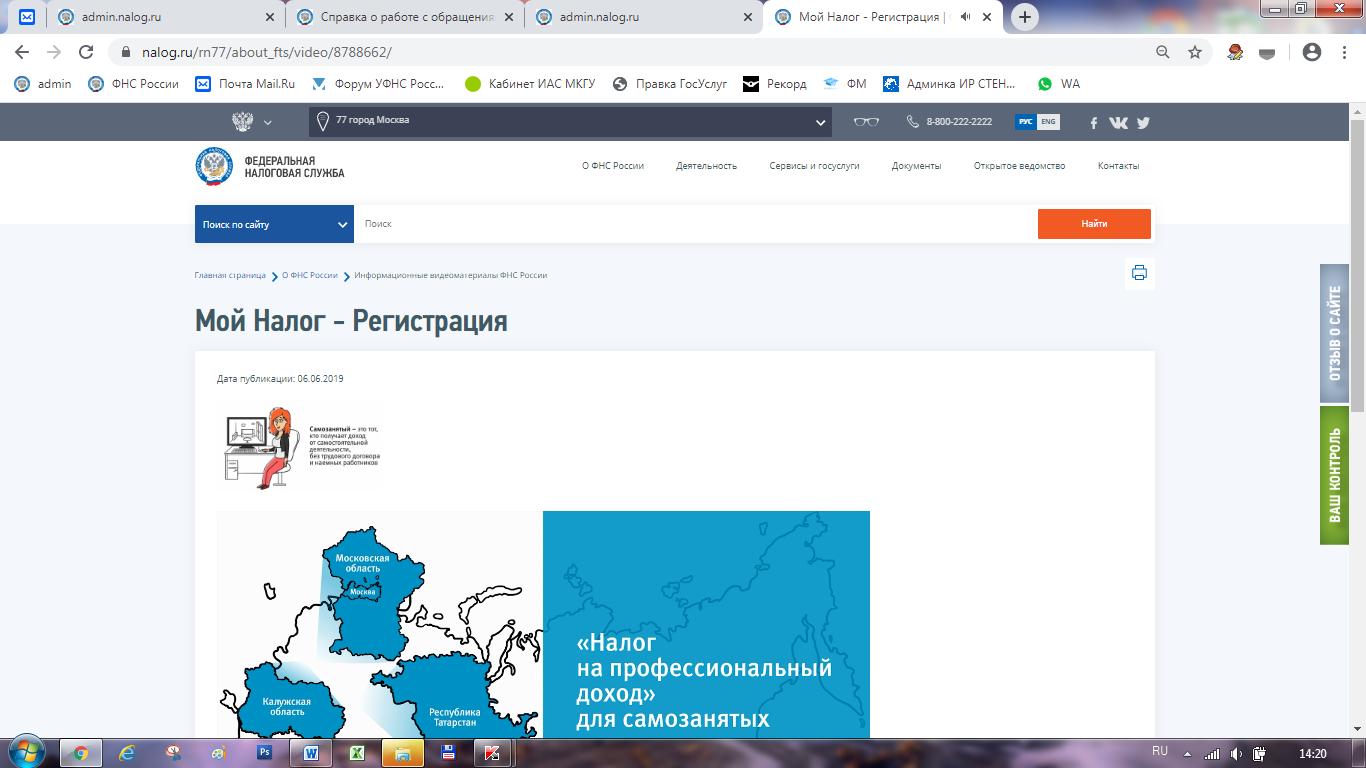 admin.nalog.ru
Справка о работе с обращения
admin.nalog.ru
Мой Налог - Регистрация |
nalog.ru/rn77/about_fts/video/8788662/
admin
ФНС России
Почта Mail.Ru
Форум УФНС Росс...
Кабинет ИАС МКГУ
Правка ГосУслуг
Рекорд
ФМ
Админка ИР СТЕН...
WA
77 город Москва
8-800-222-2222
РУС ENG
ФЕДЕРАЛЬНАЯ
НАЛОГОВАЯ СЛУЖБА
О ФНС России
Деятельность
Сервисы и госуслуги
Документы
Открытое ведомство
Контакты
Поиск по сайту
Поиск
Найти
Главная страница
О ФНС России
Информационные видеоматериалы ФНС России
ОТЗЫВ О САЙТЕ
ВАШ КОНТРОЛЬ
Мой Налог – Регистрация
Дата публикации: 06.06.2019
Самозанятый – это тот,
кто получает доход
от самостоятельной
деятельности,
без трудового договора
и наемных работников
Московская
область
Москва
Калужская
область
Республика
Татарстан
«Налог
на профессиональный
доход»
для самозанятых
RU
14:20